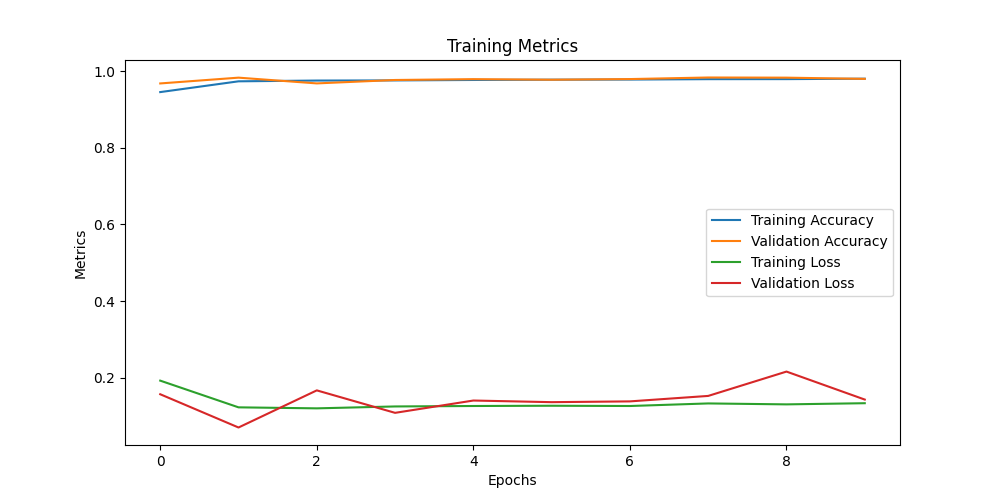 Training Metrics
1.0
0.8
0.6
0.4
0.2
Metrics
Training Accuracy
Validation Accuracy
Training Loss
Validation Loss
0 2 4 6 8
Epochs